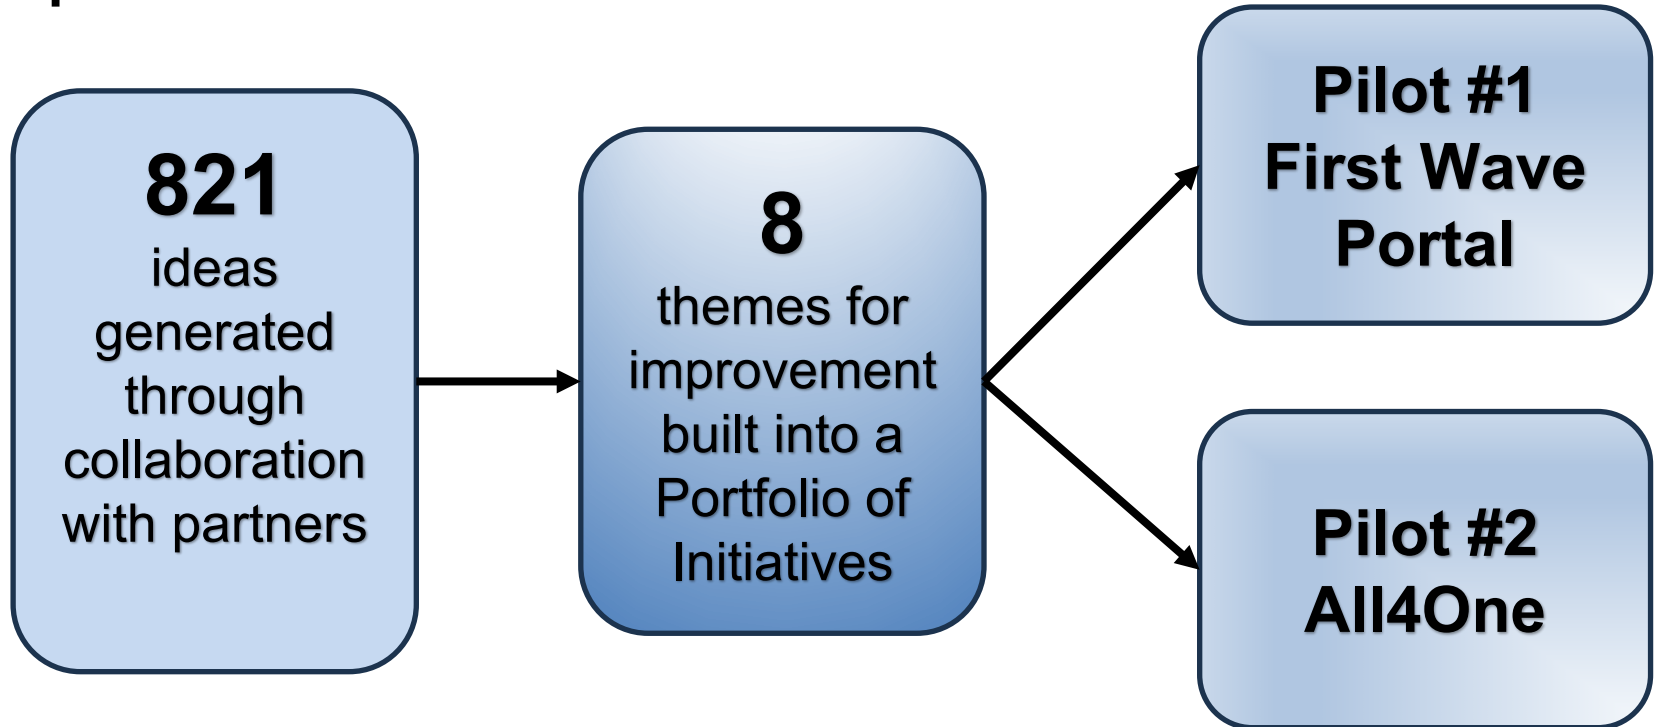 821
ideas
generated
through
collaboration
with partners
8
themes for
improvement
built into a
Portfolio of
Initiatives
Pilot #1
First Wave
Portal
Pilot #2
All4One